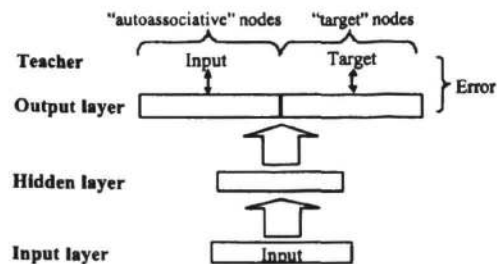 "autoassociative" nodes "target" nodes
Teacher Input Target
Error
Output layer
Hidden layer
Input layer Input